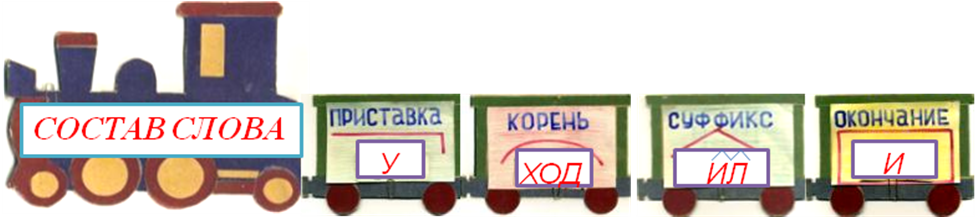 СОСТАВ СЛОВА
ПРИСТАВКА
У
КОРЕНЬ
ХОД
СУФФИКС
ИЛ
ОКОНЧАНИЕ
И